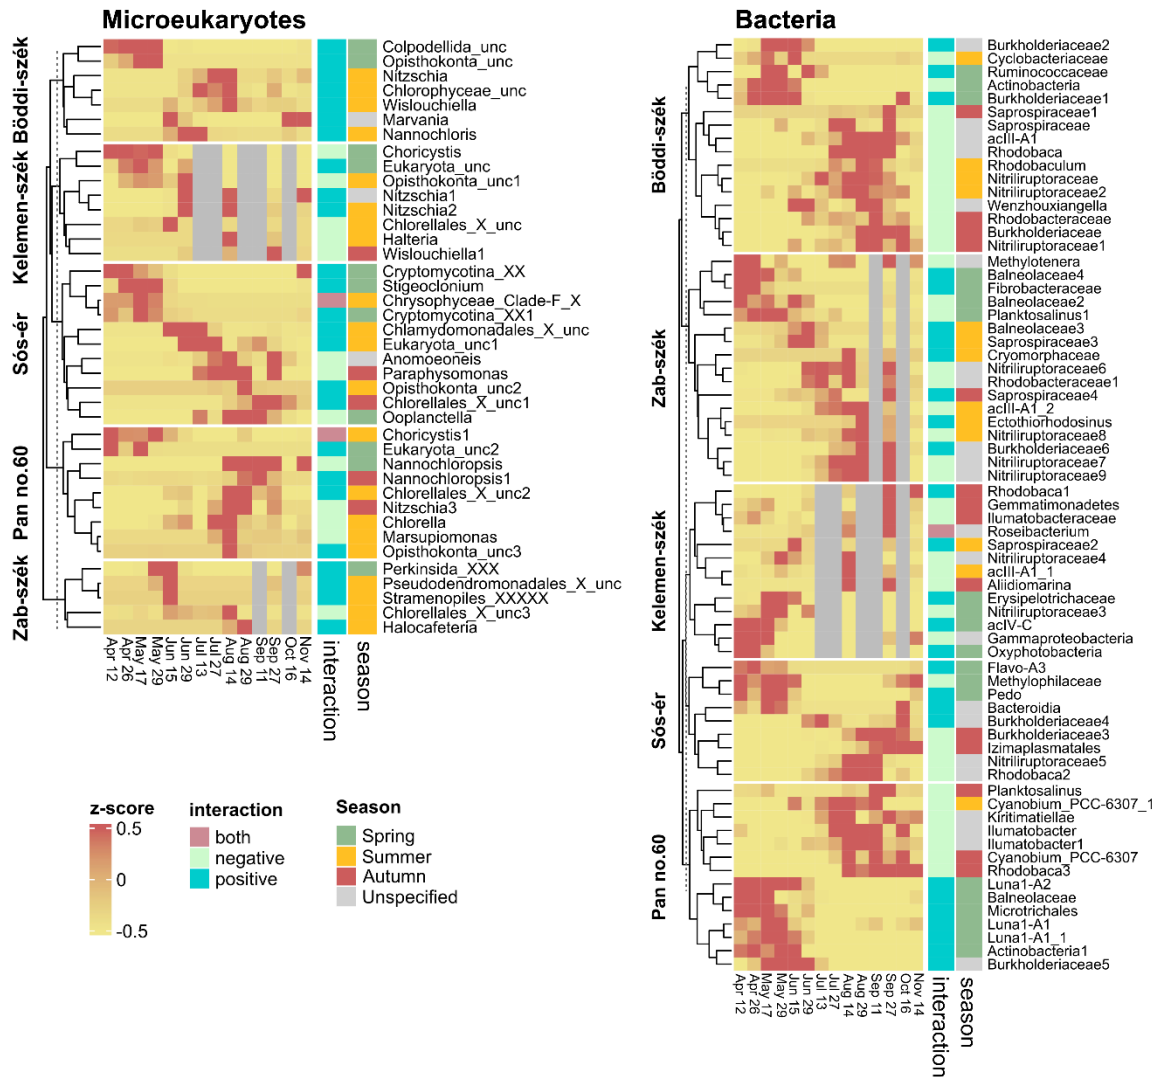 Microeukaryotes
Böddi-szék
Colpodellida_unc
Opisthokonta_unc
Nitzschia
Chlorophyceae_unc
Wislouchiella
Marvania
Nannochloris
Kelemen-szék
Choricystis
Eukaryota_unc
Opisthokonta_unc1
Nitzschia1
Nitzschia2
Chlorellales_X_unc
Halteria
Wislouchiella1
Sós-ér
Cryptomycotina_XX
Stigeoclonium
Chrysophyceae_Clade-F_X
Cryptomycotina_XX1
Chlamydomonadales_X_unc
Eukaryota_unc1
Anomoeoneis
Paraphysomonas
Opisthokonta_unc2
Chlorellales_X_unc1
Ooplanctella
Pan no.60
Choricystis1
Eukaryota_unc2
Nannochloropsis
Nannochloropsis1
Chlorellales_X_unc2
Nitzschia3
Chlorella
Marsupiomonas
Opisthokonta_unc3
Zab-szék
Perkinsida_XXX
Pseudodendromonadales_X_unc
Stramenopiles_XXXXX
Chlorellales_X_unc3
Halocafeteria
Apr 12
Apr 26
May 17
May 29
Jun 15
Jun 29
Jul 13
Jul 27
Aug 14
Aug 29
Sep 11
Sep 27
Oct 16
Nov 14
interaction
season
z-score
0.5
0
-0.5
interaction
both
negative
positive
Season
Spring
Summer
Autumn
Unspecified
Bacteria
Böddi-szék
Burkholderiaceae2
Cyclobacteriaceae
Ruminococcaceae
Actinobacteria
Burkholderiaceae1
Saprospiraceae1
Saprospiraceae
acIII-A1
Rhodobaca
Rhodobaculum
Nitriliruptoraceae
Nitriliruptoraceae2
Wenzhouxiangella
Rhodobacteraceae
Burkholderiaceae
Nitriliruptoraceae1
Zab-szék
Methylotenera
Balneolaceae4
Fibrobacteraceae
Balneolaceae2
Planktosalinus1
Balneolaceae3
Saprospiraceae3
Cryomorphaceae
Nitriliruptoraceae6
Rhodobacteraceae1
Saprospiraceae4
acIII-A1_2
Ectothiorhodosinus
Nitriliruptoraceae8
Burkholderiaceae6
Nitriliruptoraceae7
Nitriliruptoraceae9
Kelemen-szék
Rhodobaca1
Gemmatimonadetes
Ilumatobacteraceae
Roseibacterium
Saprospiraceae2
Nitriliruptoraceae4
acIII-A1_1
Aliidiomarina
Erysipelotrichaceae
Nitriliruptoraceae3
acIV-C
Gammaproteobacteria
Oxyphotobacteria
Sós-ér
Flavo-A3
Methylophilaceae
Pedo
Bacteroidia
Burkholderiaceae4
Burkholderiaceae3
Izimaplasmatales
Nitriliruptoraceae5
Rhodobaca2
Pan no.60
Planktosalinus
Cyanobium_PCC-6307_1
Kiritimatiellae
Ilumatobacter
Ilumatobacter1
Cyanobium_PCC-6307
Rhodobaca3
Luna1-A2
Balneolaceae
Microtrichales
Luna1-A1
Luna1-A1_1
Actinobacteria1
Burkholderiaceae5
Apr 12
Apr 26
May 17
May 29
Jun 15
Jun 29
Jul 13
Jul 27
Aug 14
Aug 29
Sep 11
Sep 27
Oct 16
Nov 14
interaction
season